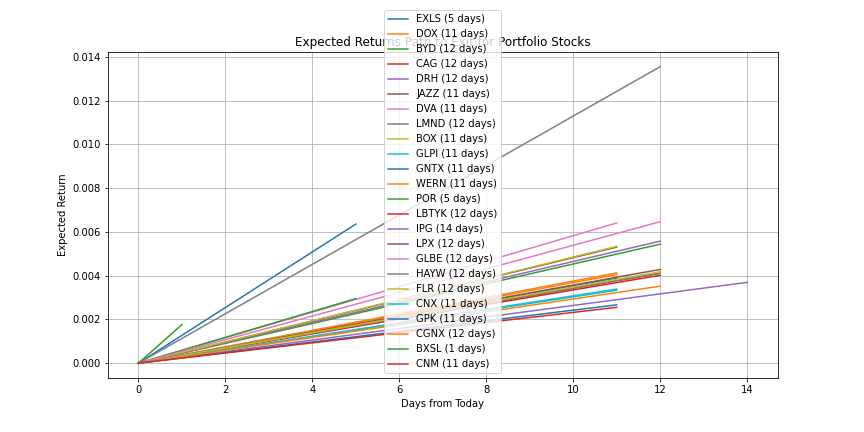 Expected Returns Path to Exit for Portfolio Stocks
EXLS (5 days)
DOX (11 days)
BYD (12 days)
CAG (12 days)
DRH (12 days)
JAZZ (11 days)
DVA (11 days)
LMND (12 days)
BOX (11 days)
GLPI (11 days)
GNTX (11 days)
WERN (11 days)
POR (5 days)
LBTYK (12 days)
IPG (14 days)
LPX (12 days)
GLBE (12 days)
HAYW (12 days)
FLR (12 days)
CNX (11 days)
GPK (11 days)
CGNX (12 days)
BXSL (1 days)
CNM (11 days)
Expected Return
0.014
0.012
0.010
0.008
0.006
0.004
0.002
0.000
0 2 4 6 8 10 12 14
Days from Today